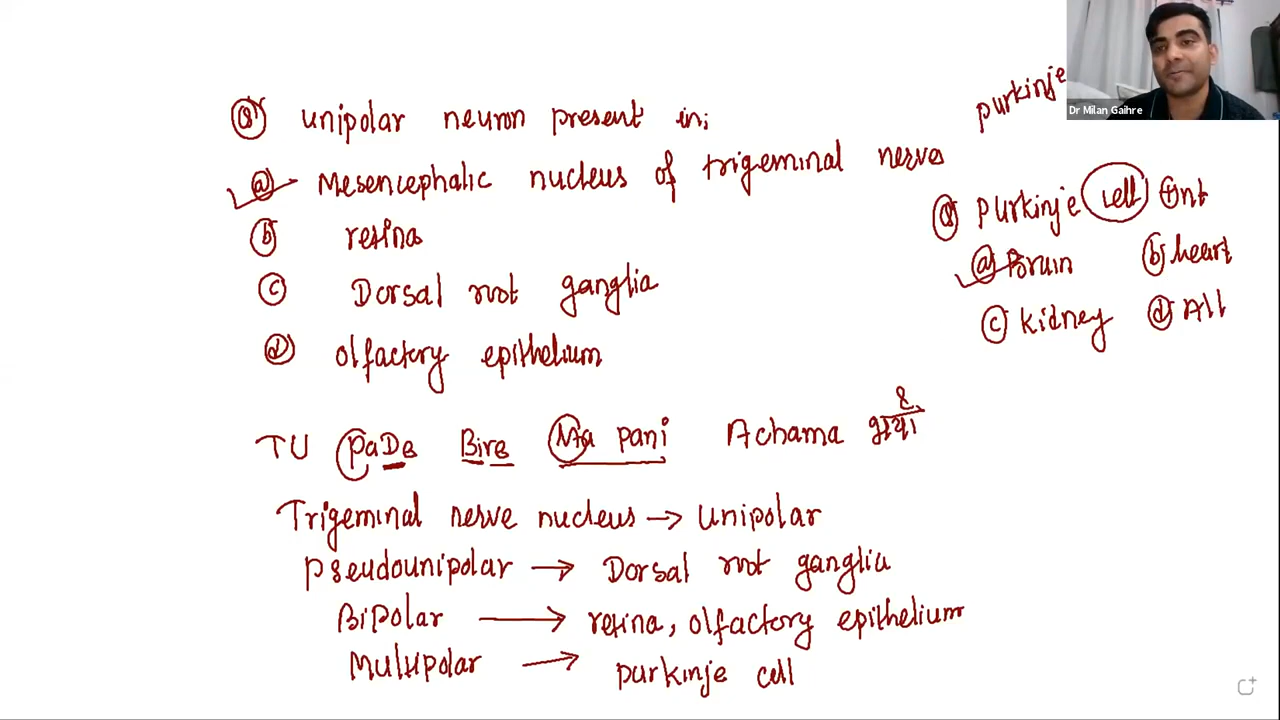 Q unipolar neuron present in;
a Mesencephalic nucleus of trigeminal nerve
b retina
c Dorsal root ganglia
d olfactory epithelium
TU PaDe Bire Ma pani Achama
Trigeminal nerve nucleus → unipolar
Pseudounipolar → Dorsal root ganglia
Bipolar → retina, olfactory epithelium
Multipolar → purkinje cell
purkinje
Q Purkinje cell
a Brain b heart
c kidney d All
Dr Milan Gaihre